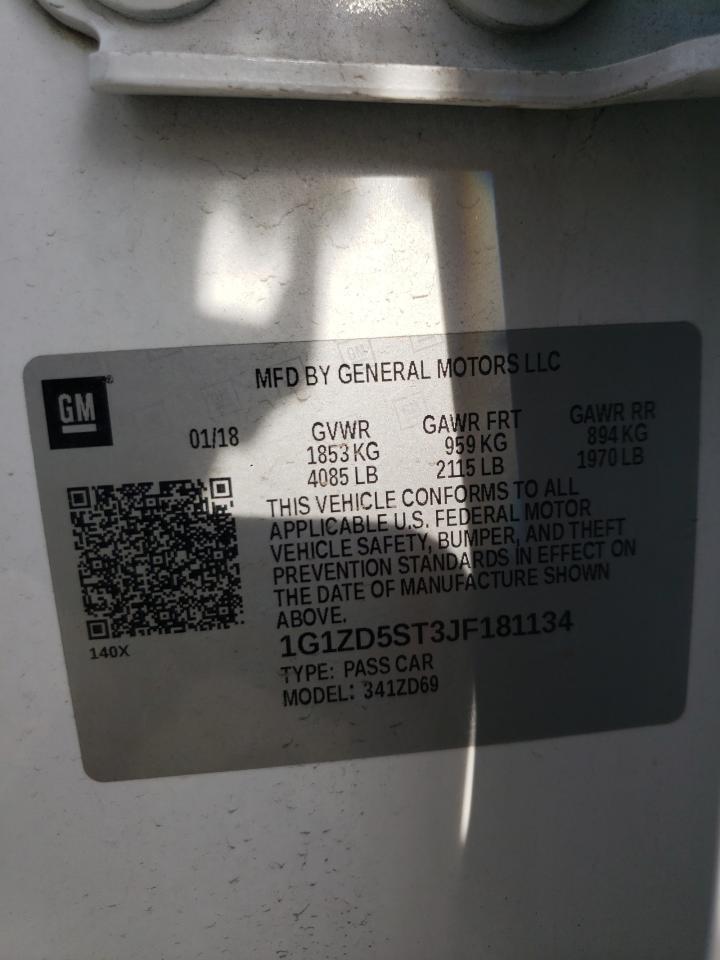 MFD BY GENERAL MOTORS LLC
GM
01/18
GVWR
1853 KG
4085 LB
GAWR FRT
959 KG
2115 LB
GAWR RR
894 KG
1970 LB
THIS VEHICLE CONFORMS TO ALL
APPLICABLE U.S. FEDERAL MOTOR
VEHICLE SAFETY, BUMPER, AND THEFT
PREVENTION STANDARDS IN EFFECT ON
THE DATE OF MANUFACTURE SHOWN
ABOVE.
140X
1G1ZD5ST3JF181134
TYPE: PASS CAR
MODEL: 341ZD69